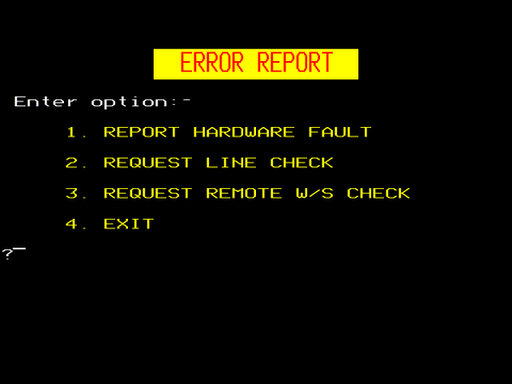 ERROR REPORT
Enter option:-
1. REPORT HARDWARE FAULT
2. REQUEST LINE CHECK
3. REQUEST REMOTE W/S CHECK
4. EXIT
?